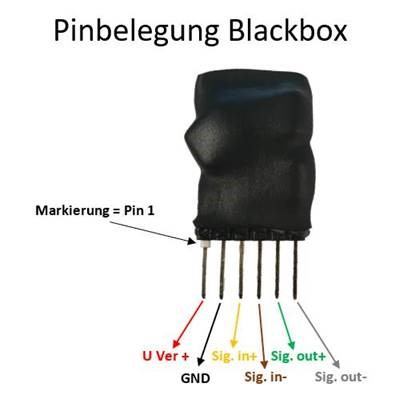 Pinbelegung Blackbox
Markierung = Pin 1
U Ver +
Sig. in+
Sig. out+
GND
Sig. in-
Sig. out-